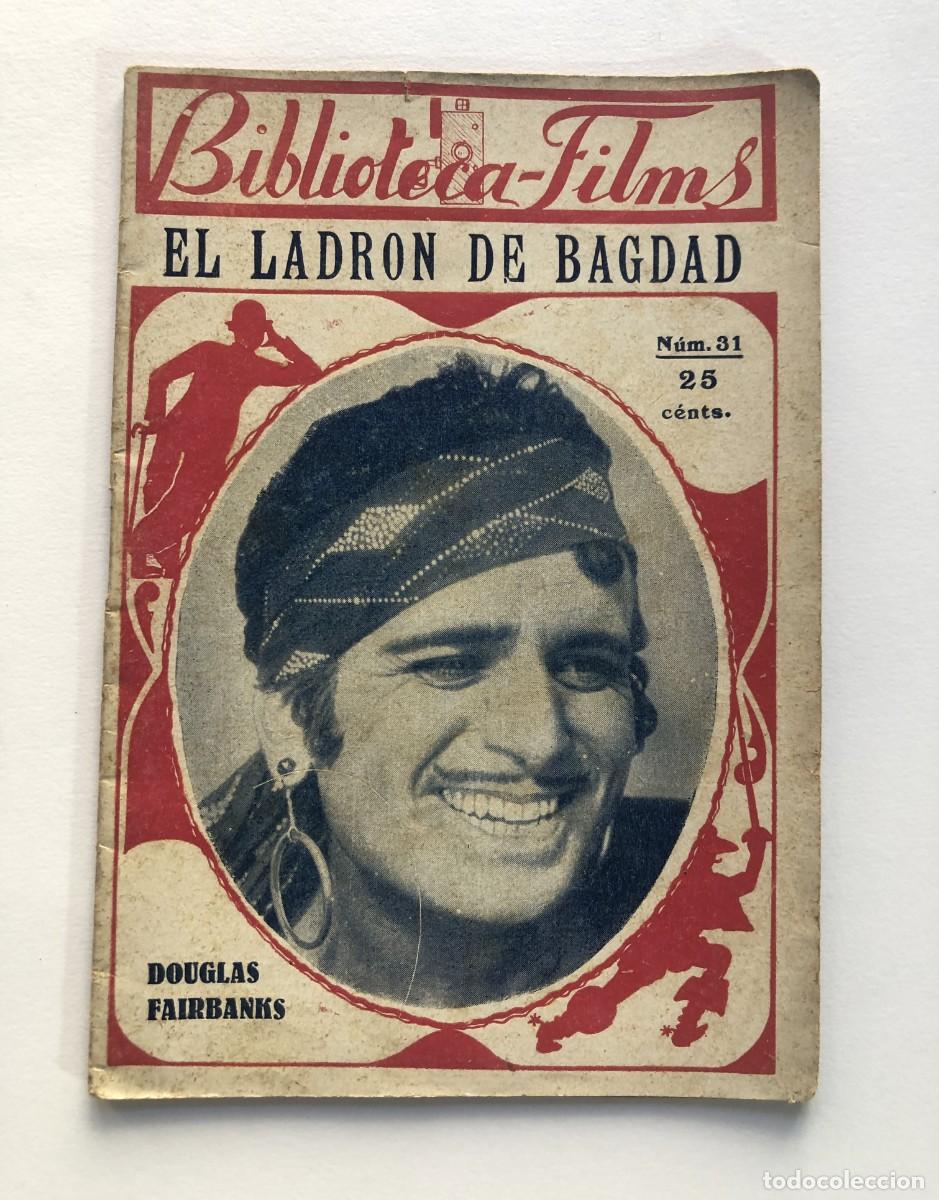 Biblioteca-Films
EL LADRON DE BAGDAD
Núm. 31
25
cénts.
DOUGLAS
FAIRBANKS
todocoleccion